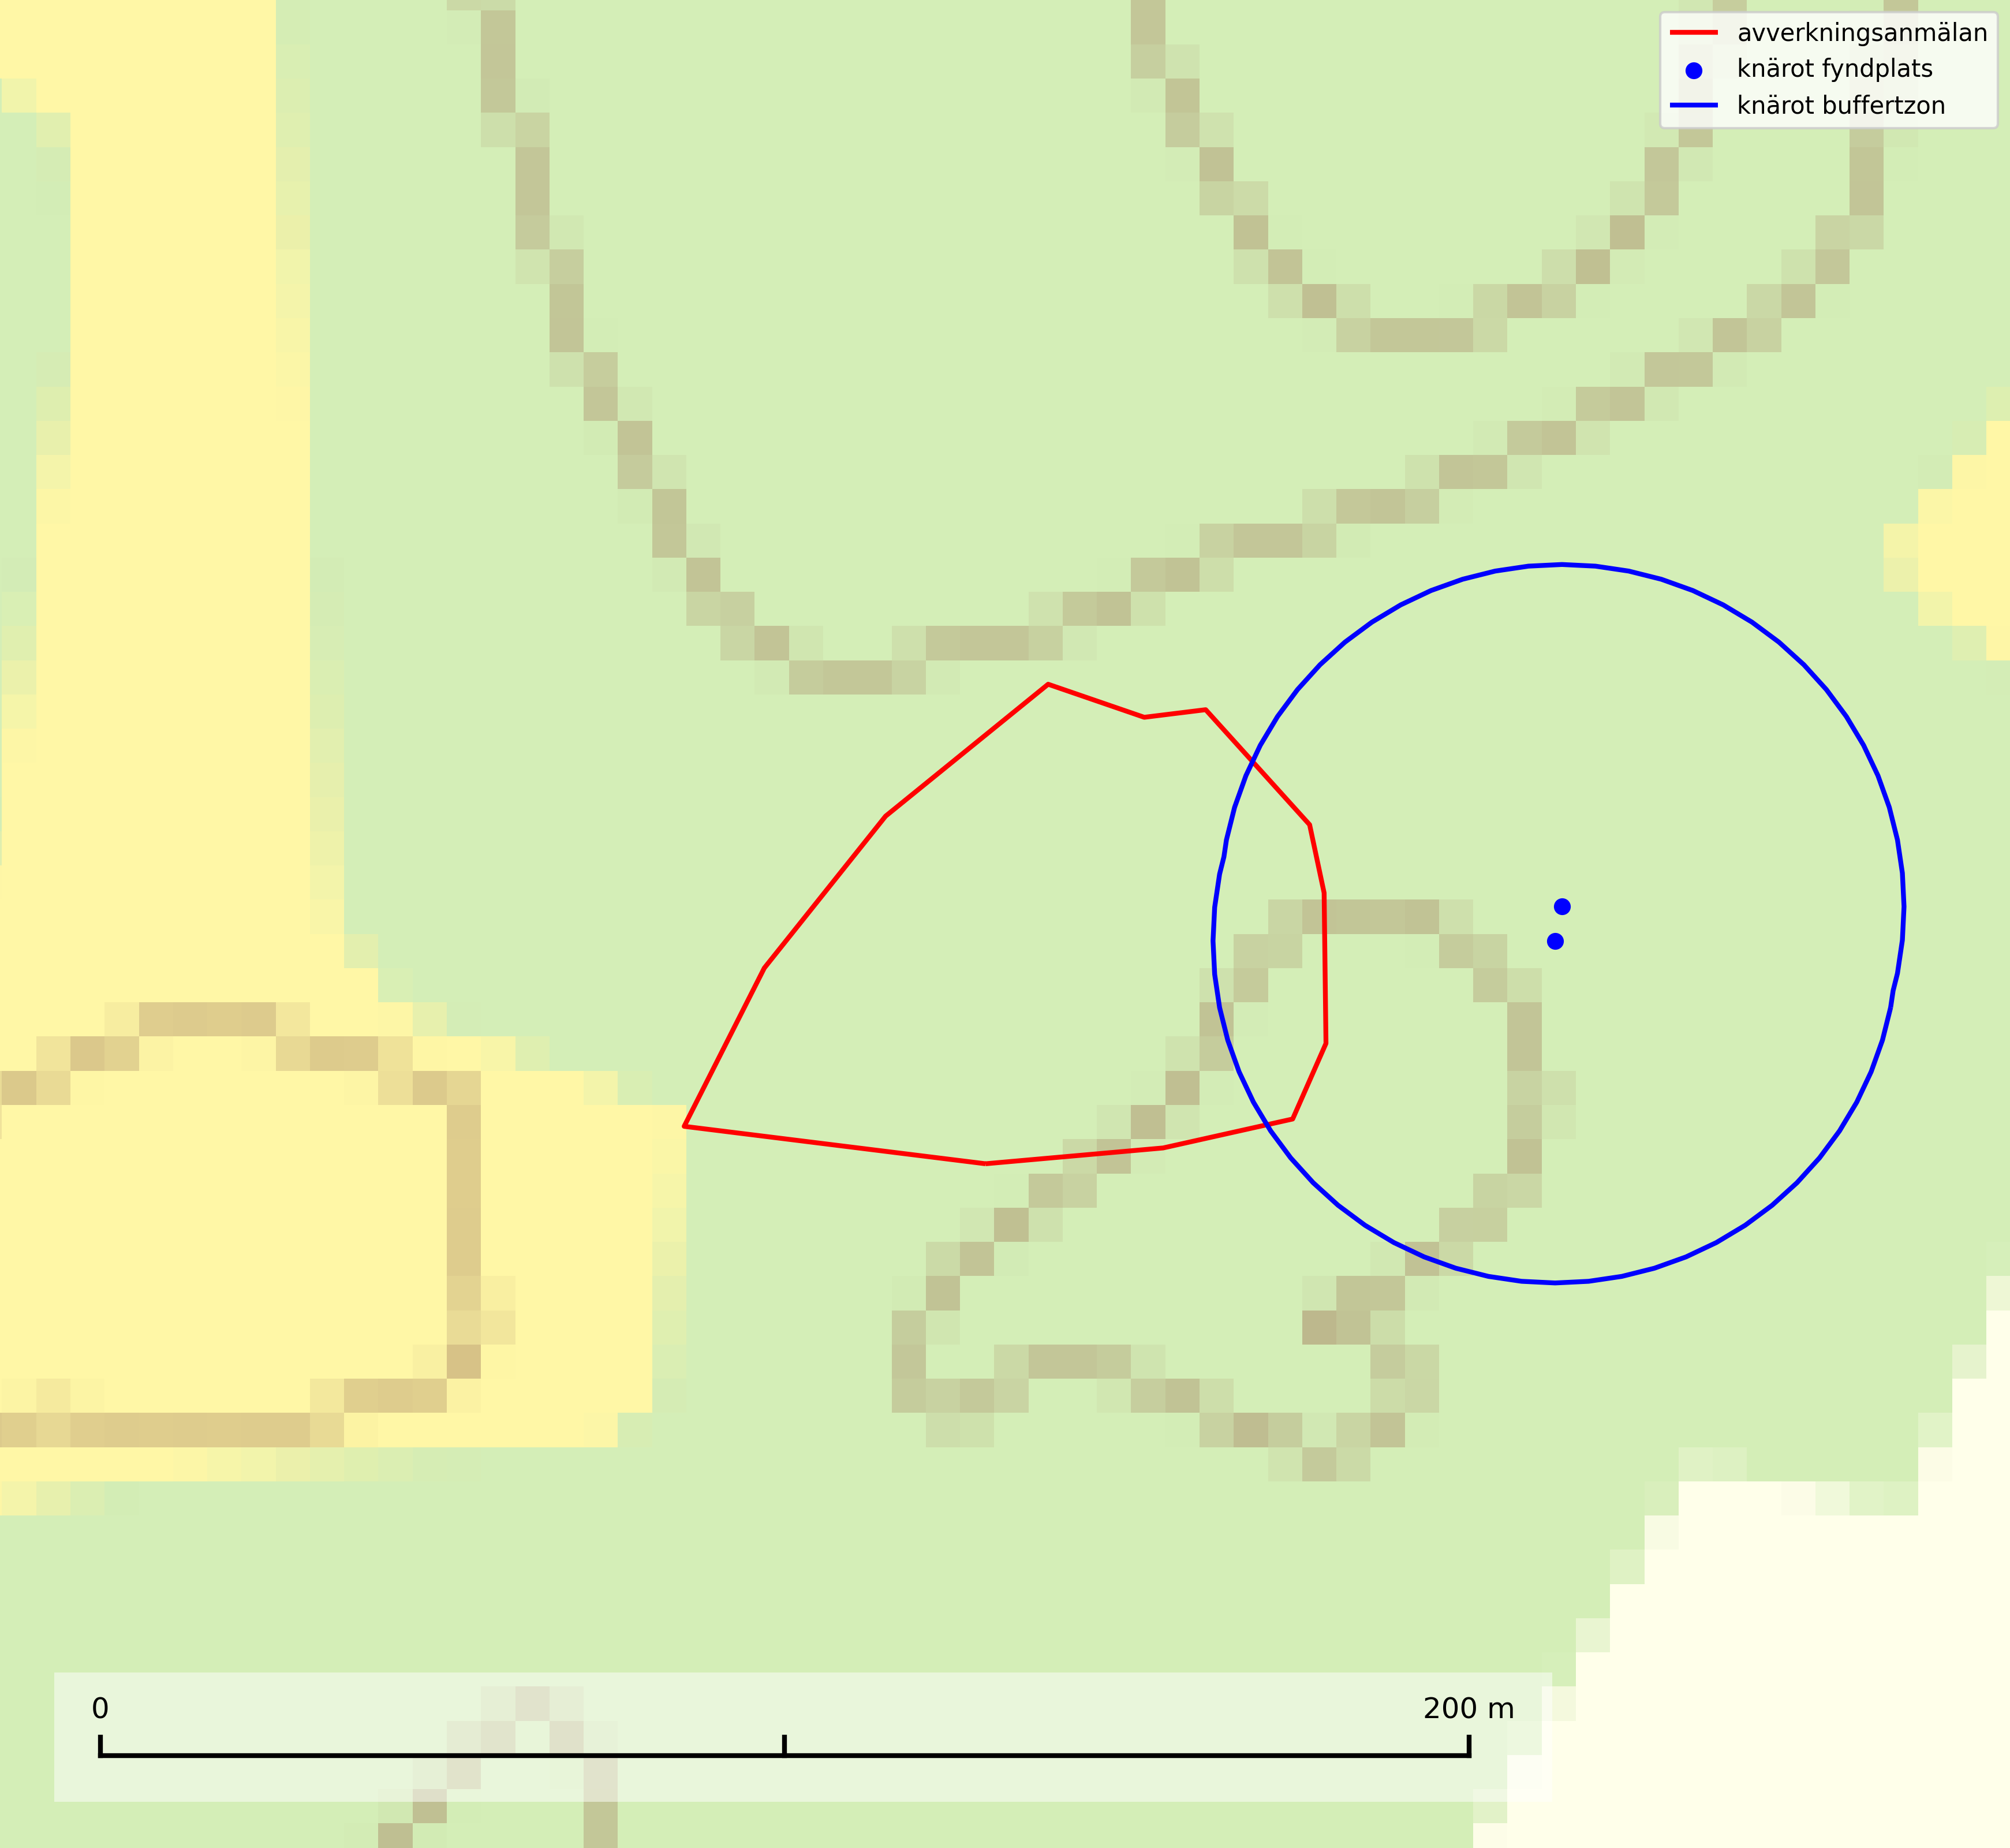 avverkningsanmälan
knärot fyndplats
knärot buffertzon
0
200 m